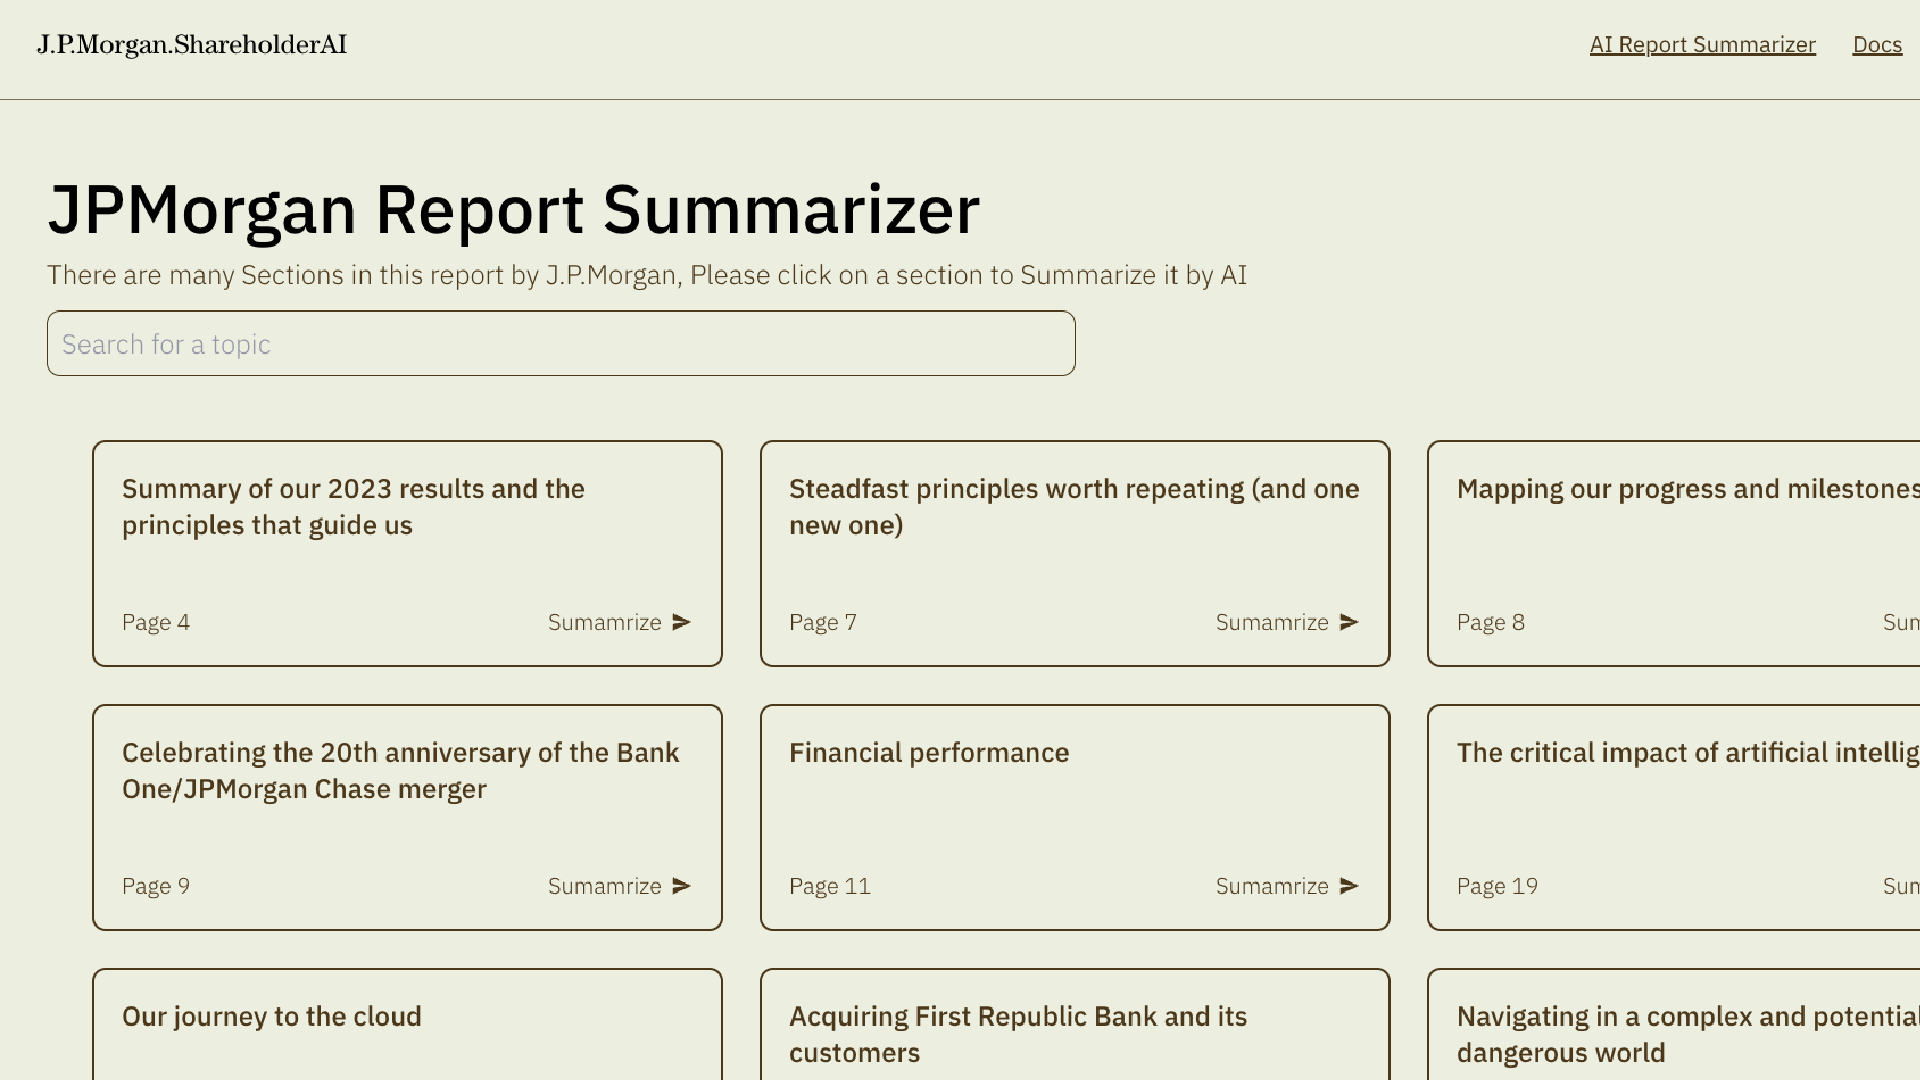 J.P.Morgan.ShareholderAI
AI Report Summarizer
Docs
JPMorgan Report Summarizer
There are many Sections in this report by J.P.Morgan, Please click on a section to Summarize it by AI
Search for a topic
Summary of our 2023 results and the
principles that guide us
Page 4
Sumamrize
Steadfast principles worth repeating (and one
new one)
Page 7
Sumamrize
Mapping our progress and milestones
Page 8
Celebrating the 20th anniversary of the Bank
One/JPMorgan Chase merger
Page 9
Sumamrize
Financial performance
Page 11
Sumamrize
The critical impact of artificial
Page 19
Our journey to the cloud
Acquiring First Republic Bank and its
customers
Navigating in a complex and
dangerous world